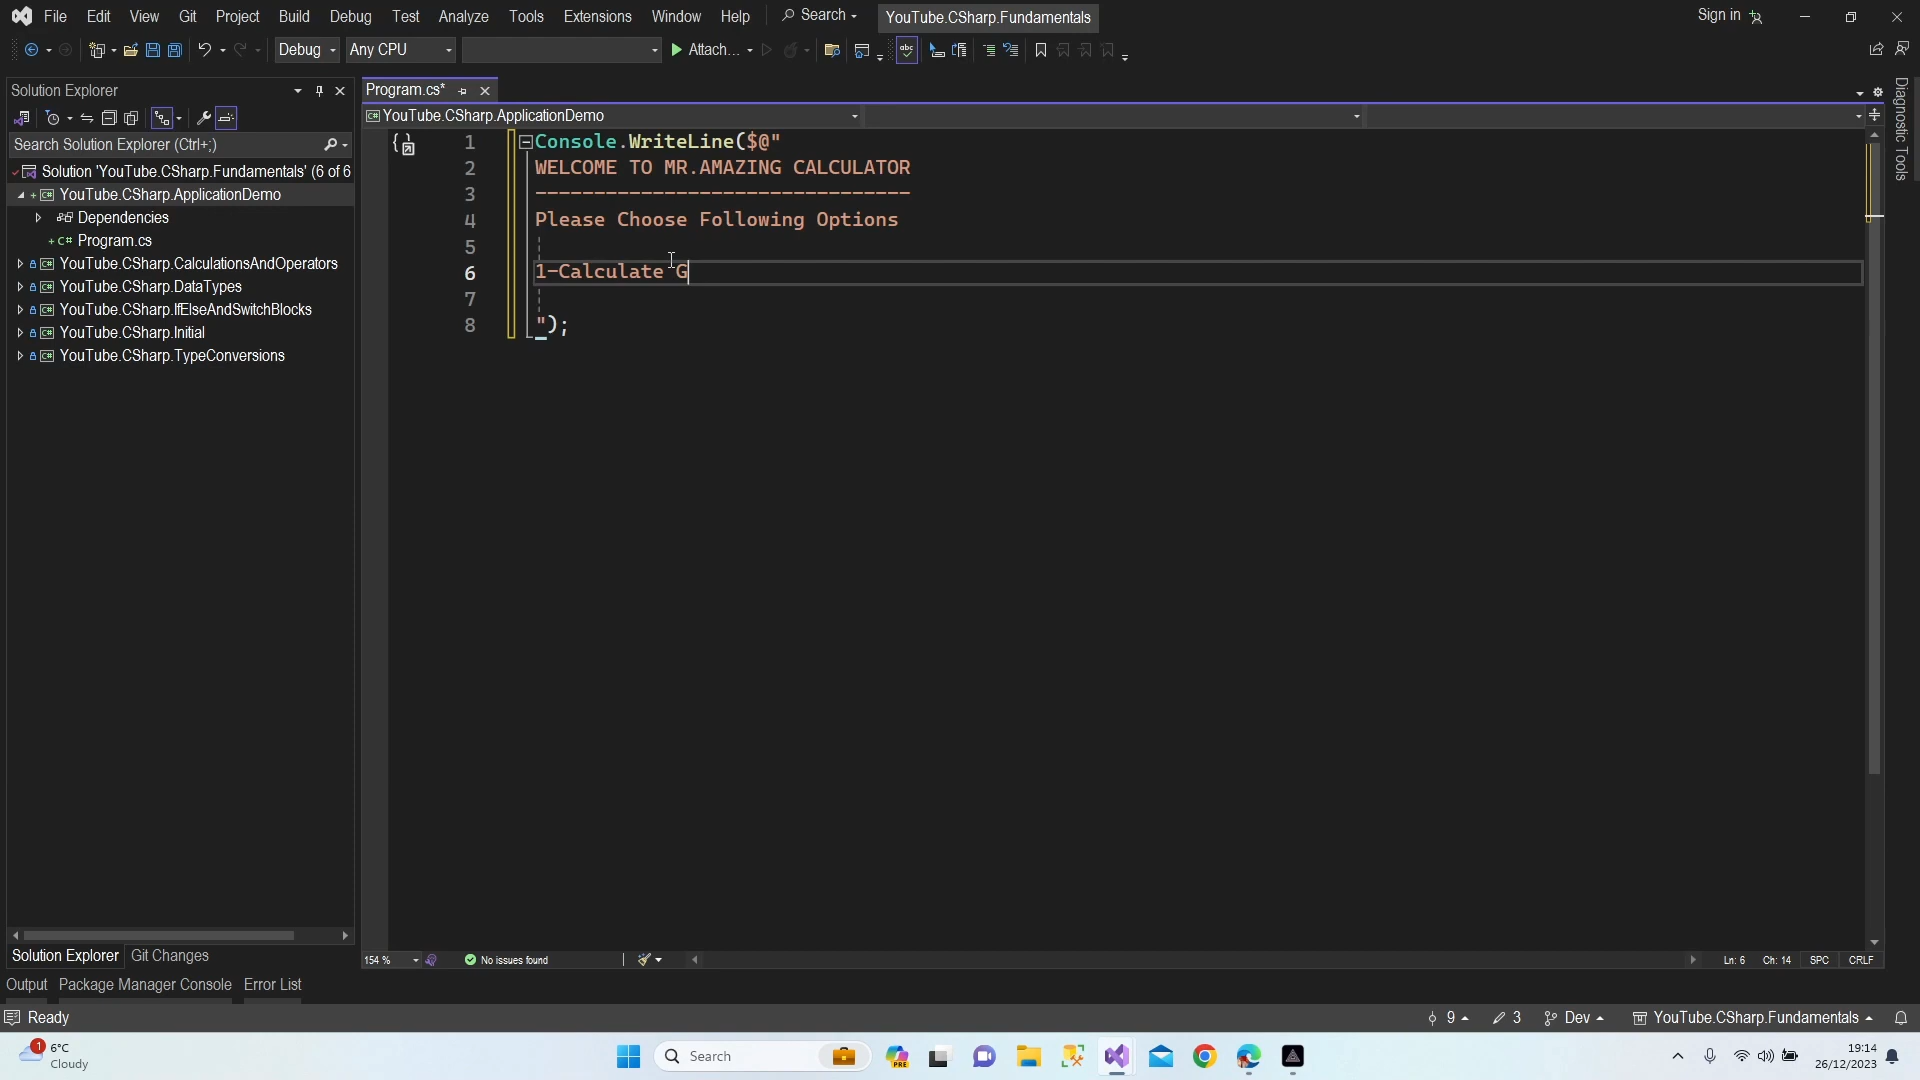 File Edit View Git Project Build Debug Test Analyze Tools Extensions Window Help Search YouTube.CSharp.Fundamentals Sign in
Debug Any CPU Attach...
Solution Explorer
Program.cs*
Search Solution Explorer (Ctrl+;)
YouTube.CSharp.ApplicationDemo
Solution 'YouTube.CSharp.Fundamentals' (6 of 6
YouTube.CSharp.ApplicationDemo
Dependencies
Program.cs
YouTube.CSharp.CalculationsAndOperators
YouTube.CSharp.DataTypes
YouTube.CSharp.IfElseAndSwitchBlocks
YouTube.CSharp.Initial
YouTube.CSharp.TypeConversions
1 Console.WriteLine($@"
2 WELCOME TO MR.AMAZING CALCULATOR
3 --------------------------------
4 Please Choose Following Options
5
6 1-Calculate G
7
8 ");
Diagnostic Tools
154 % No issues found Ln: 6 Ch: 14 SPC CRLF
Solution Explorer Git Changes
Output Package Manager Console Error List
Ready 9 3 Dev YouTube.CSharp.Fundamentals
1 6°C
Cloudy
Search
PRE
19:14
26/12/2023